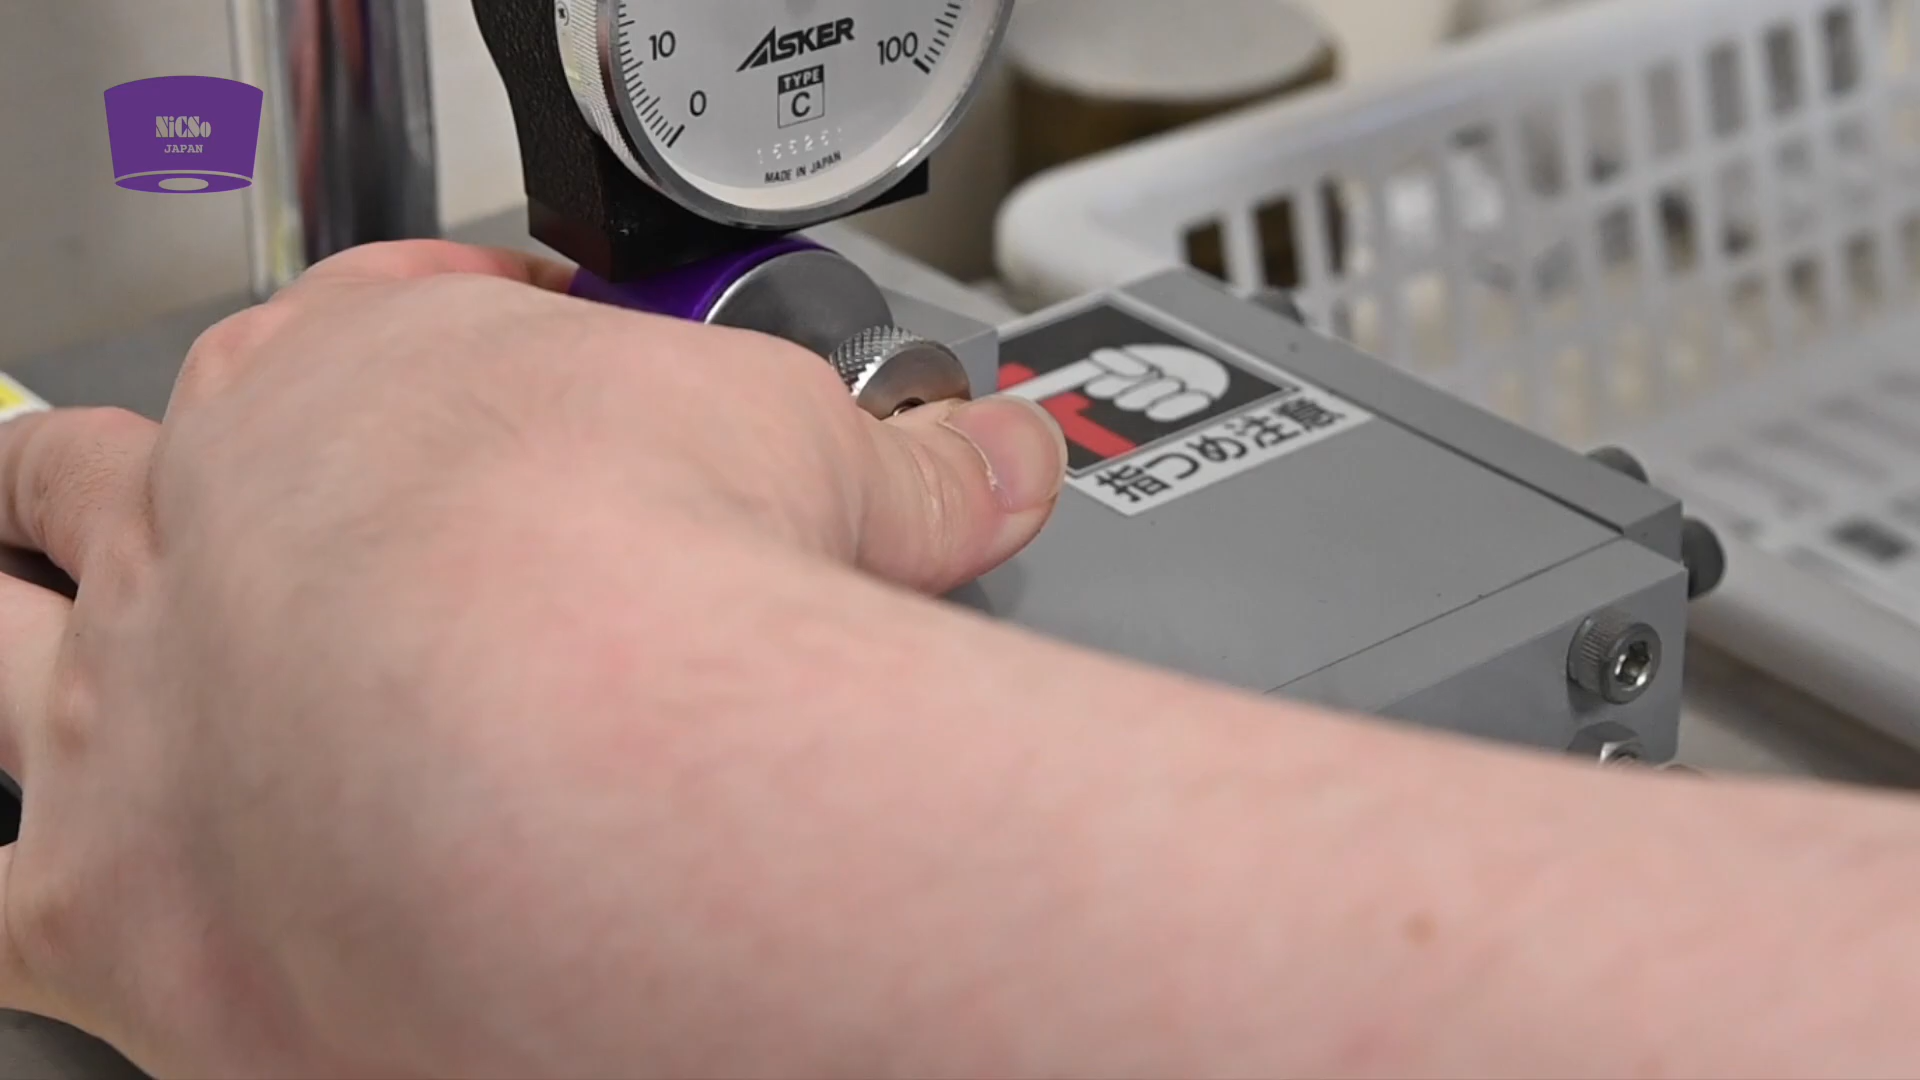 NiCSo
JAPAN
10
0
100
ASKER
TYPE
C
MADE IN JAPAN
指つめ注意